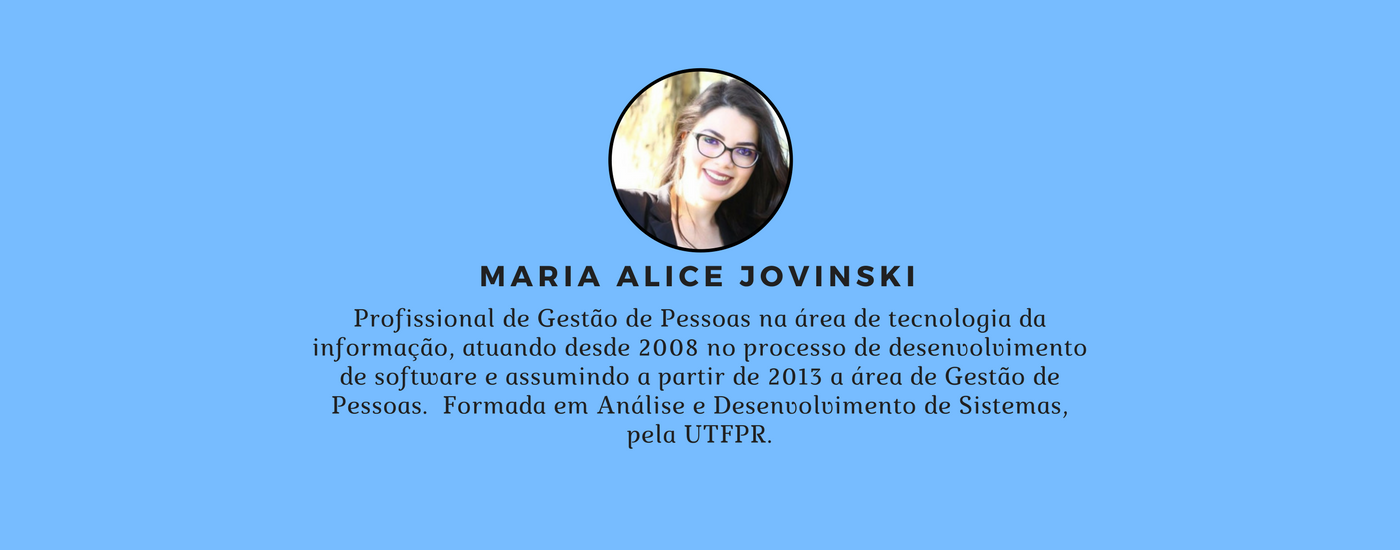 MARIA ALICE JOVINSKI
Profissional de Gestão de Pessoas na área de tecnologia da
informação, atuando desde 2008 no processo de desenvolvimento
de software e assumindo a partir de 2013 a área de Gestão de
Pessoas.  Formada em Análise e Desenvolvimento de Sistemas,
pela UTFPR.